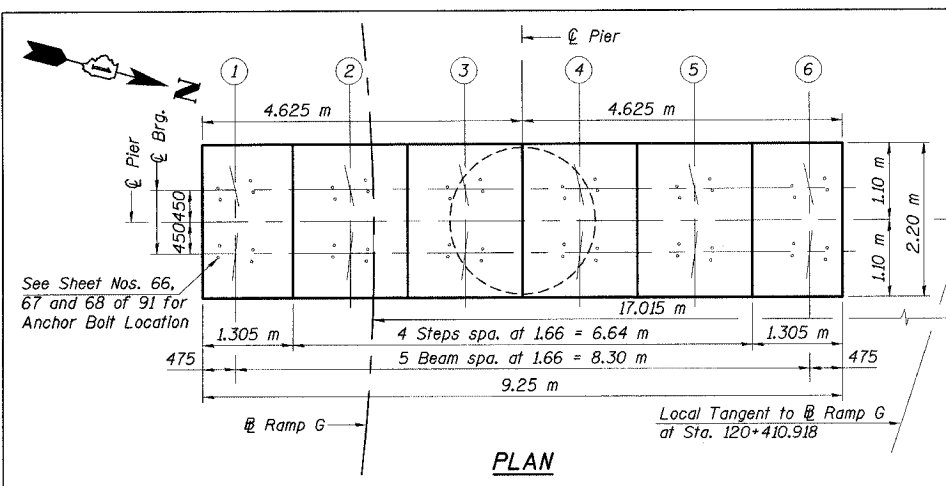 ℄ Pier
1 2 3 4 5 6
4.625 m 4.625 m
N
1
℄ Pier
℄ Brg.
450 450
1.10 m
1.10 m
2.20 m
See Sheet Nos. 66,
67 and 68 of 91 for
Anchor Bolt Location
17.015 m
1.305 m 4 Steps spa. at 1.66 = 6.64 m 1.305 m
475 5 Beam spa. at 1.66 = 8.30 m 475
9.25 m
℔ Ramp G
Local Tangent to ℔ Ramp G
at Sta. 120+410.918
PLAN